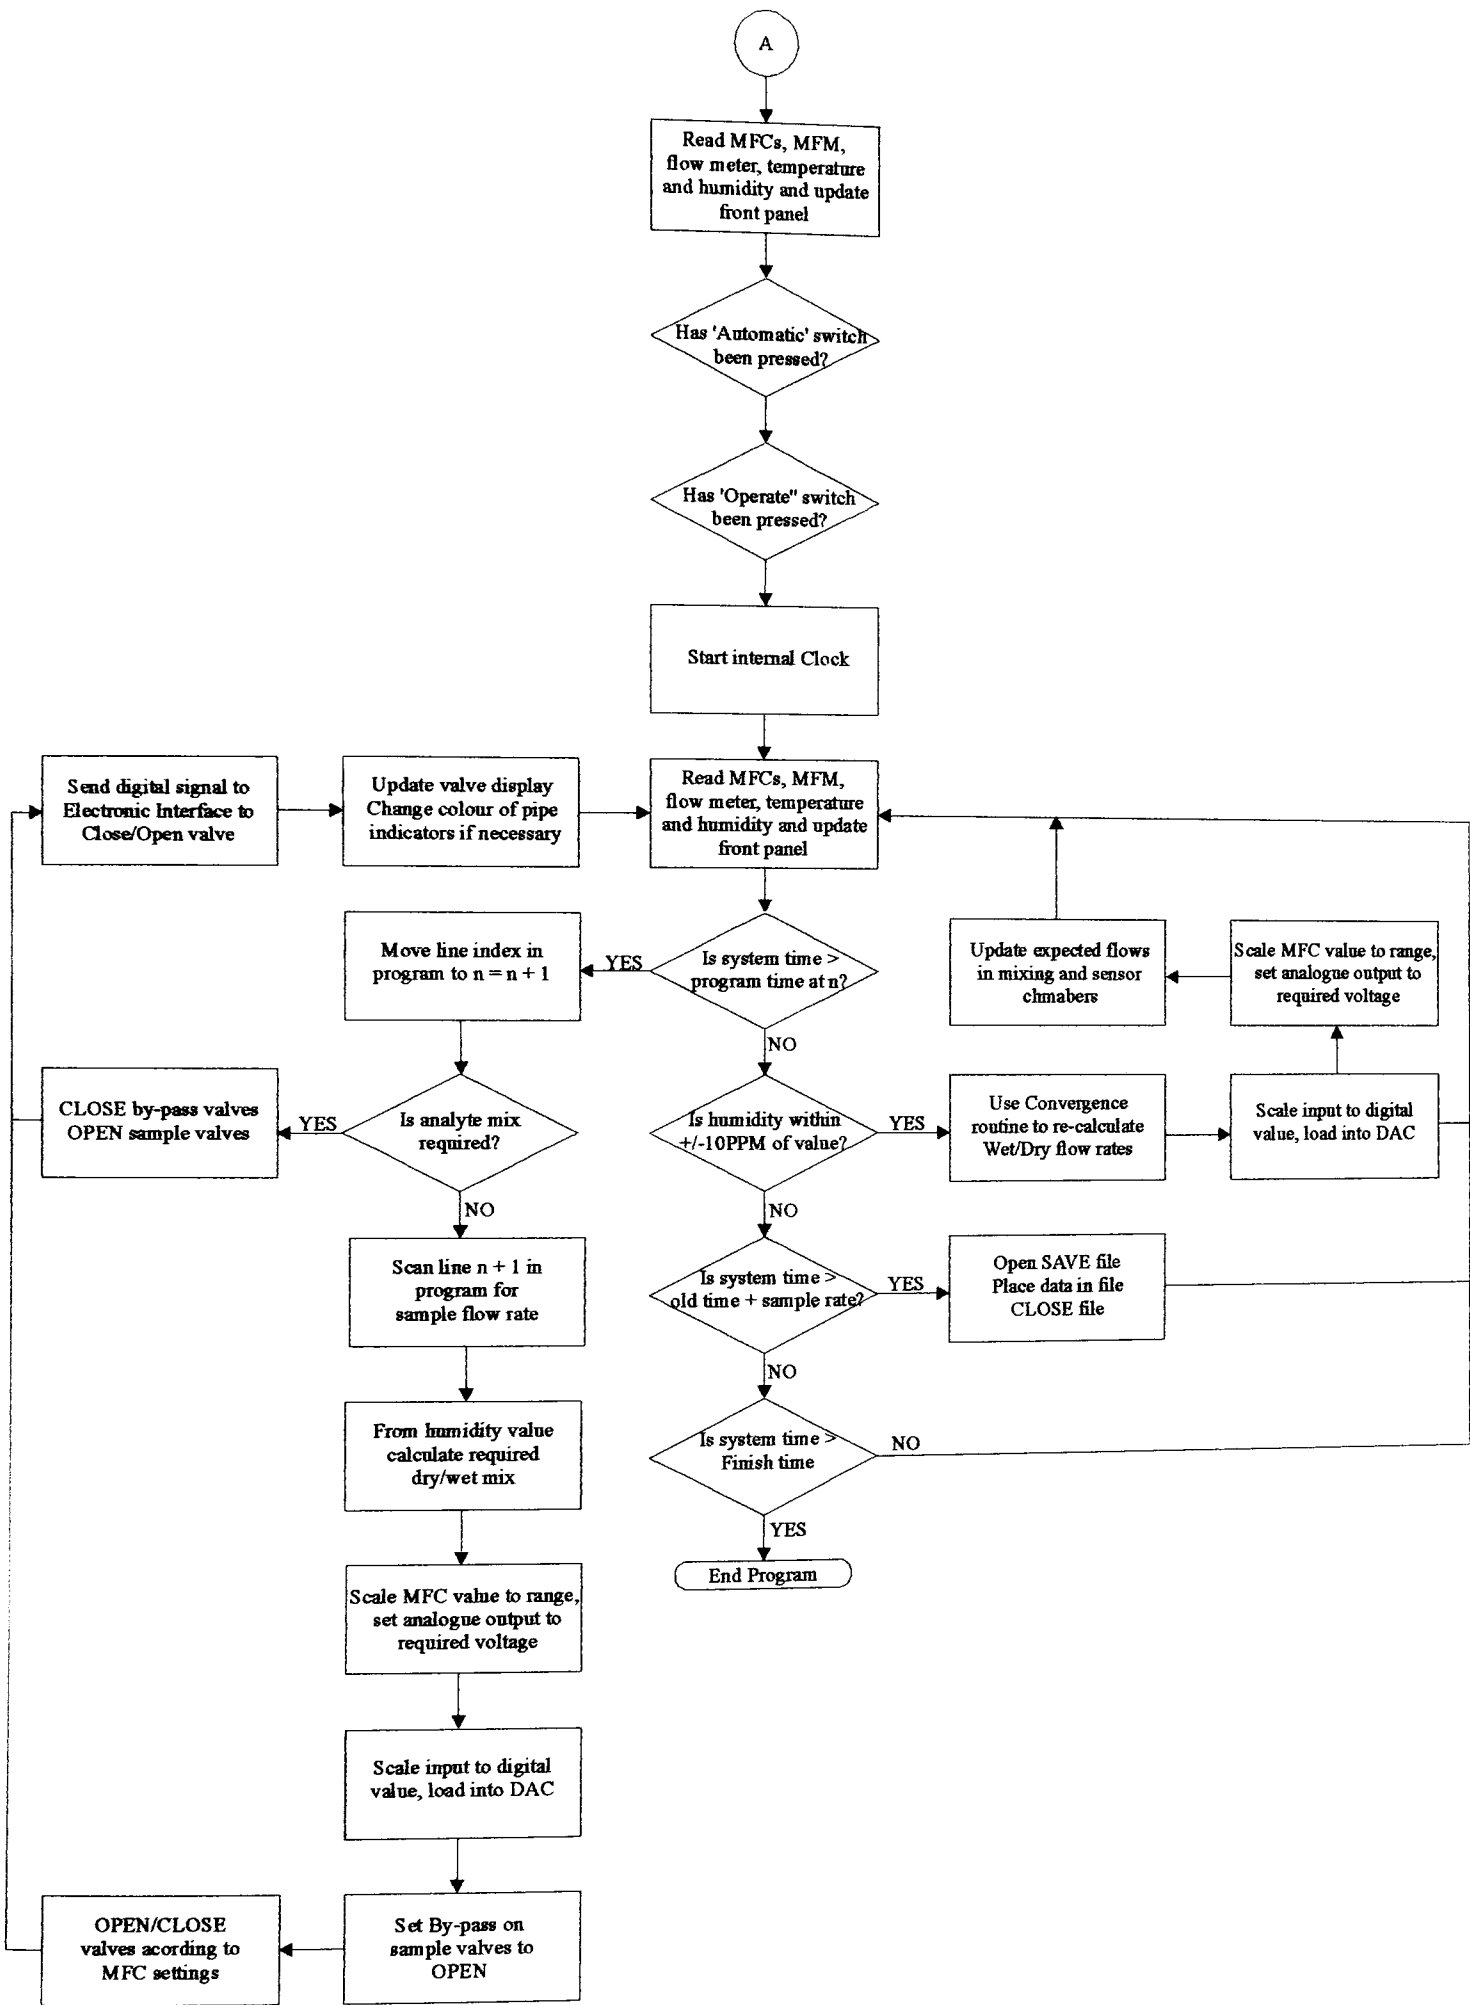 A
Read MFCs, MFM,
flow meter, temperature
and humidity and update
front panel
Has 'Automatic' switch
been pressed?
Has 'Operate" switch
been pressed?
Start internal Clock
Send digital signal to
Electronic Interface to
Close/Open valve
Update valve display
Change colour of pipe
indicators if necessary
Read MFCs, MFM,
flow meter, temperature
and humidity and update
front panel
Move line index in
program to n = n + 1
YES
Is system time >
program time at n?
NO
Update expected flows
in mixing and sensor
chmabers
Scale MFC value to range,
set analogue output to
required voltage
CLOSE by-pass valves
OPEN sample valves
YES
Is analyte mix
required?
NO
Is humidity within
+/-10PPM of value?
YES
NO
Use Convergence
routine to re-calculate
Wet/Dry flow rates
Scale input to digital
value, load into DAC
Scan line n + 1 in
program for
sample flow rate
Is system time >
old time + sample rate?
YES
NO
Open SAVE file
Place data in file
CLOSE file
From humidity value
calculate required
dry/wet mix
Is system time >
Finish time
NO
YES
End Program
Scale MFC value to range,
set analogue output to
required voltage
Scale input to digital
value, load into DAC
Set By-pass on
sample valves to
OPEN
OPEN/CLOSE
valves acording to
MFC settings